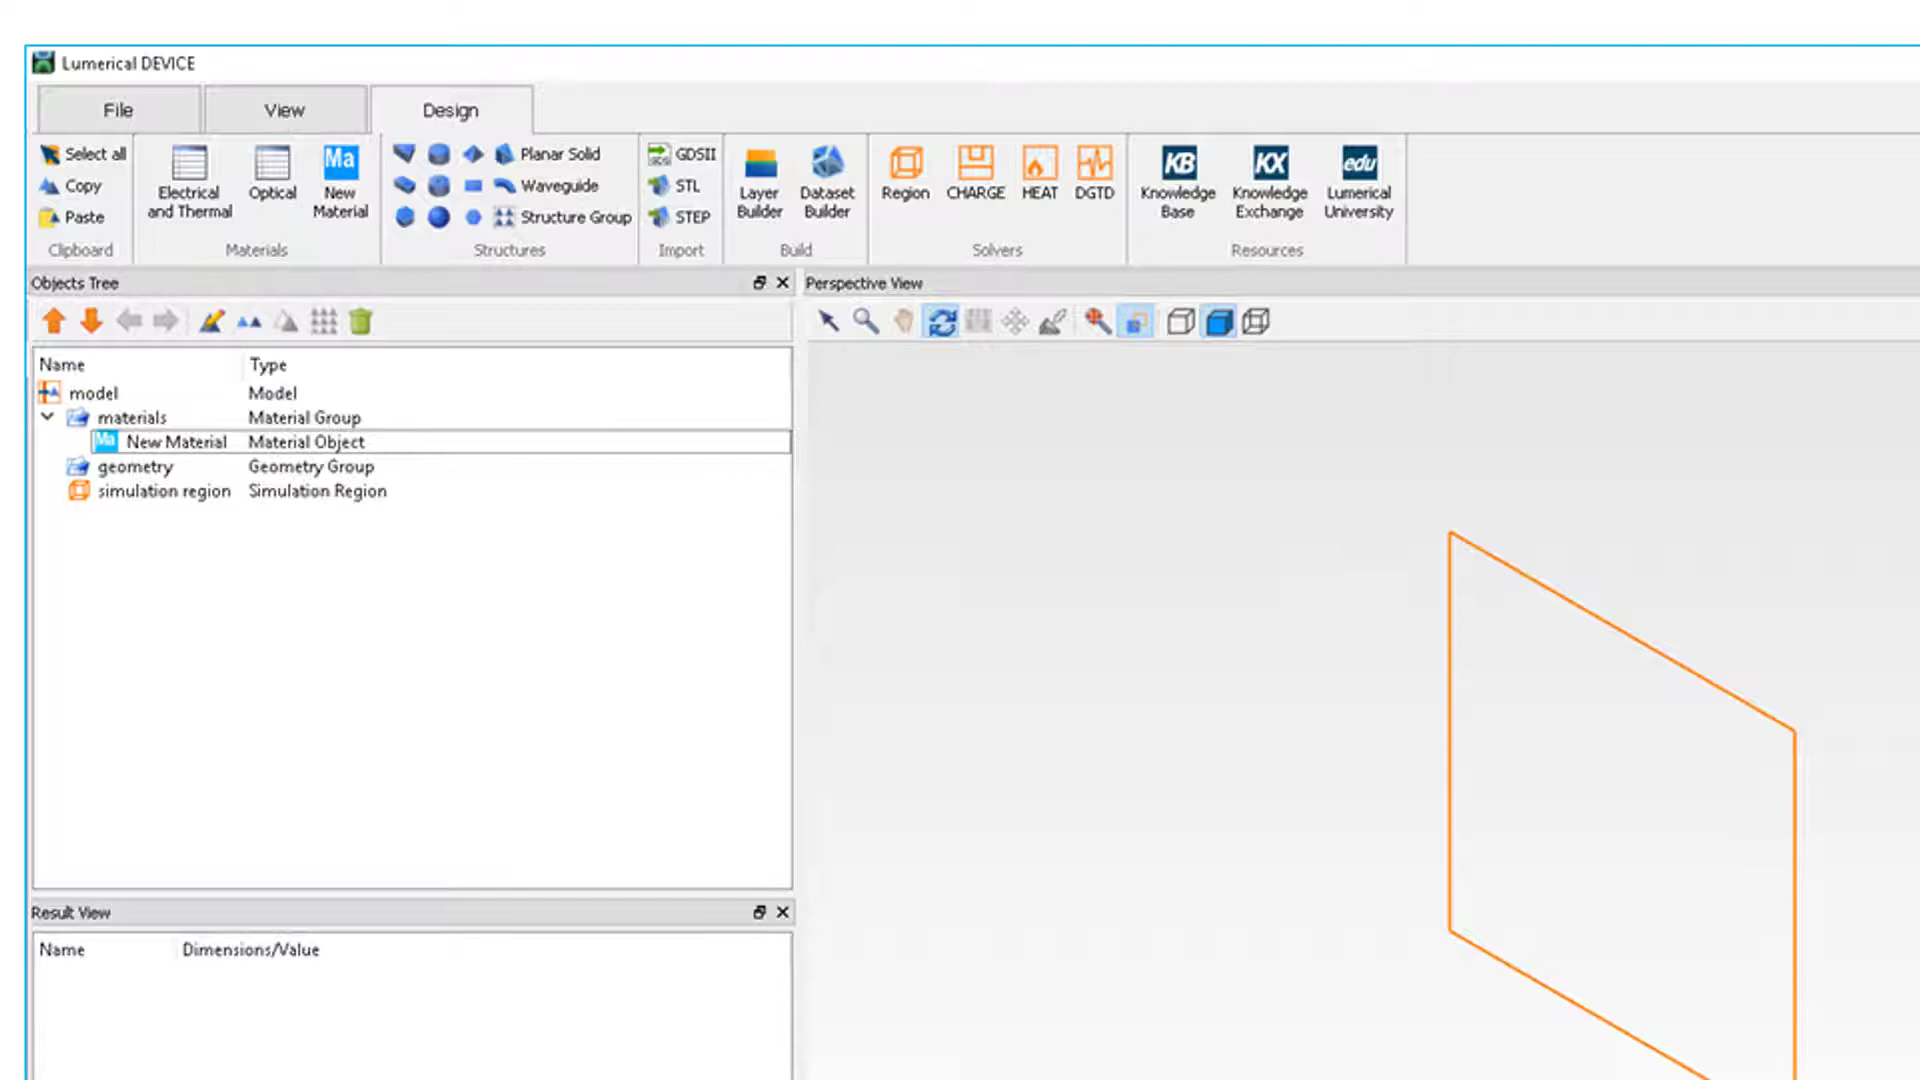 Lumerical DEVICE
File View Design
Select all
Copy
Paste
Clipboard
Electrical and Thermal
Optical
Ma
New Material
Materials
Planar Solid
Waveguide
Structure Group
Structures
GDSII
STL
STEP
Import
Layer Builder
Dataset Builder
Build
Region
CHARGE
HEAT
DGTD
Solvers
KB
Knowledge Base
KX
Knowledge Exchange
edu
Lumerical University
Resources
Objects Tree
Name Type
model Model
materials Material Group
Ma New Material Material Object
geometry Geometry Group
simulation region Simulation Region
Result View
Name Dimensions/Value
Perspective View